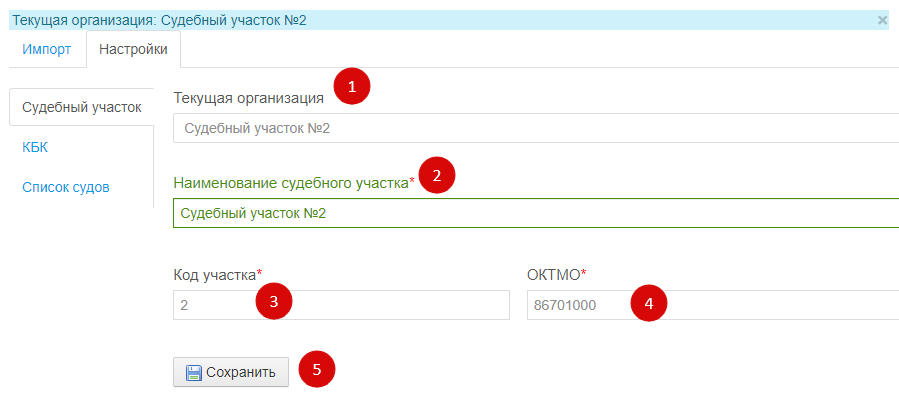 Текущая организация: Судебный участок №2 ×
Импорт Настройки
1
Судебный участок Текущая организация
Судебный участок №2
КБК
Наименование судебного участка* 2
Список судов
Судебный участок №2
Код участка* ОКТМО*
2 3 86701000 4
Сохранить 5